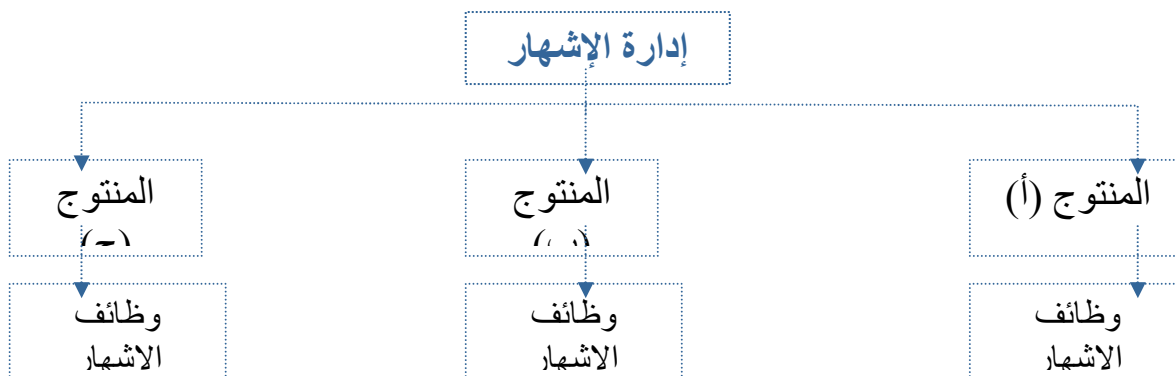 إدارة الإشهار
المنتوج (أ)
المنتوج
المنتوج
وظائف
الاشهار
وظائف
الاشهار
وظائف
الاشهار